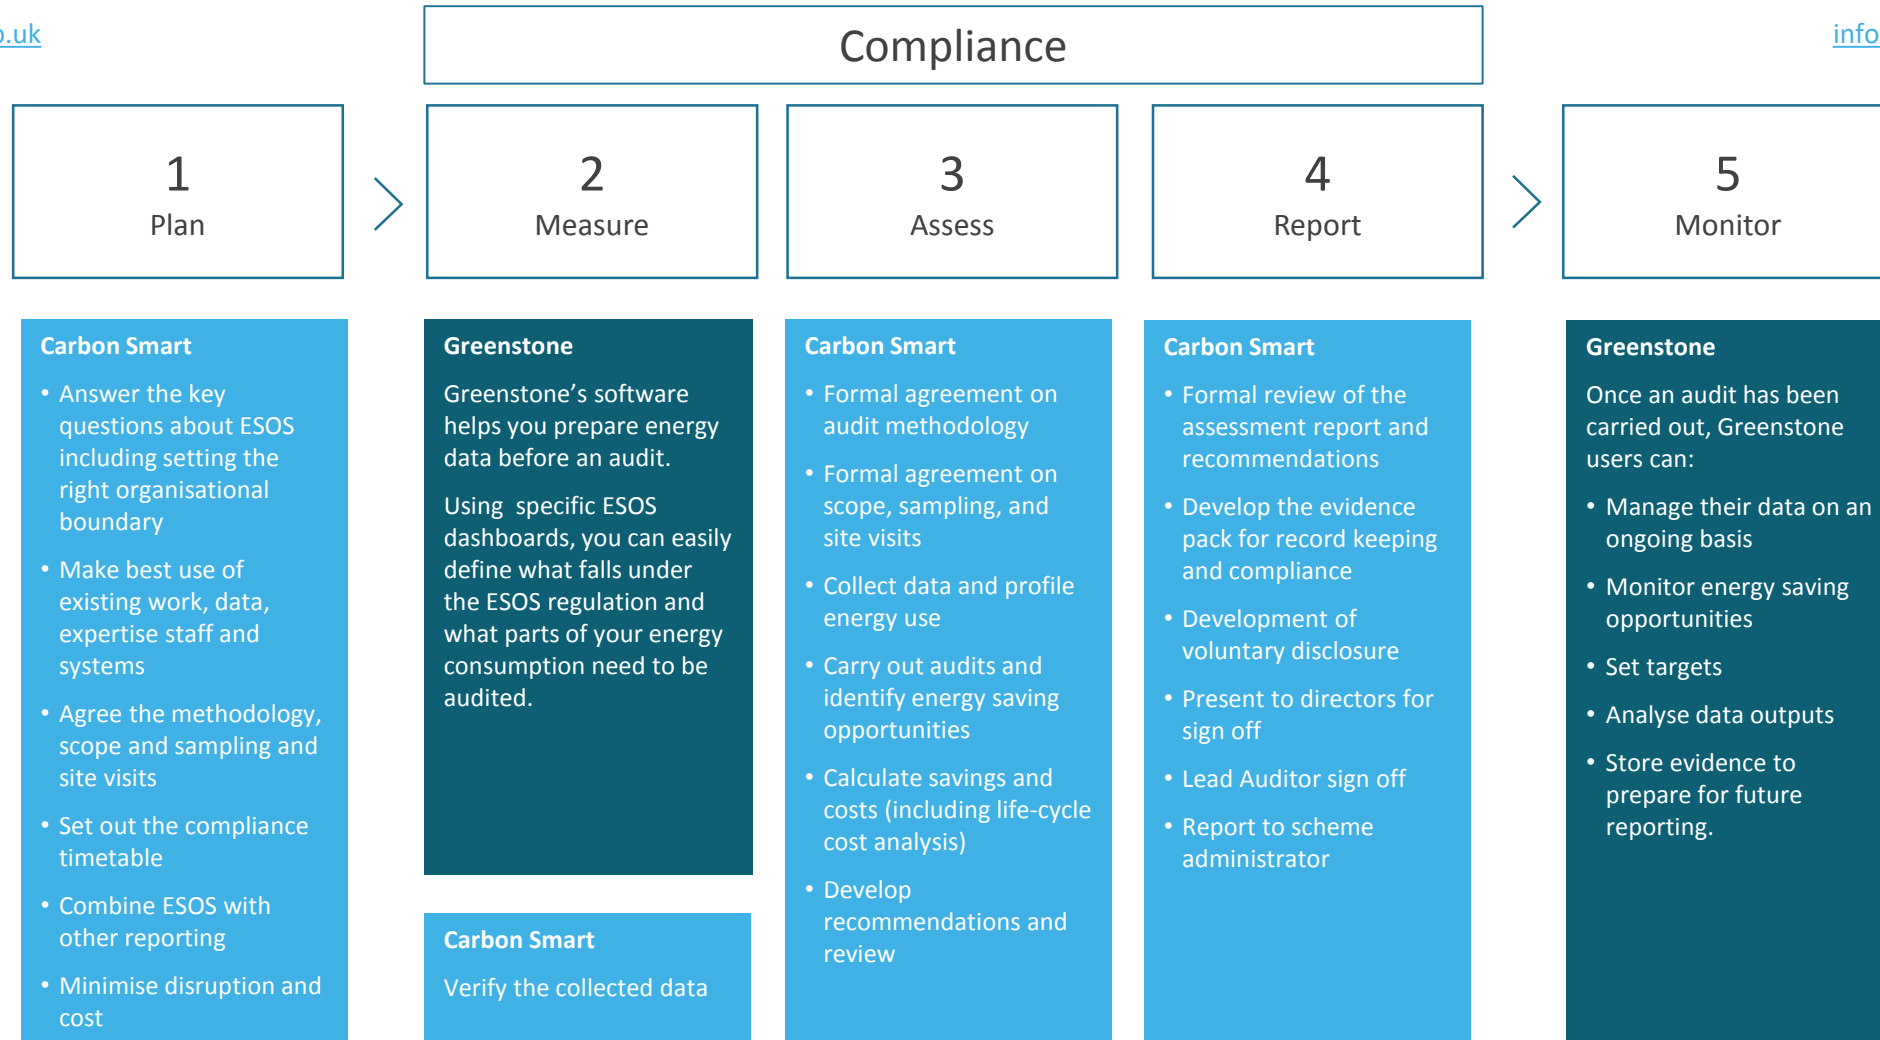 o.uk
Compliance
info
1
Plan
2
Measure
3
Assess
4
Report
5
Monitor
Carbon Smart
• Answer the key
questions about ESOS
including setting the
right organisational
boundary
• Make best use of
existing work, data,
expertise staff and
systems
• Agree the methodology,
scope and sampling and
site visits
• Set out the compliance
timetable
• Combine ESOS with
other reporting
• Minimise disruption and
cost
Greenstone
Greenstone’s software
helps you prepare energy
data before an audit.
Using  specific ESOS
dashboards, you can easily
define what falls under
the ESOS regulation and
what parts of your energy
consumption need to be
audited.
Carbon Smart
Verify the collected data
Carbon Smart
• Formal agreement on
audit methodology
• Formal agreement on
scope, sampling, and
site visits
• Collect data and profile
energy use
• Carry out audits and
identify energy saving
opportunities
• Calculate savings and
costs (including life-cycle
cost analysis)
• Develop
recommendations and
review
Carbon Smart
• Formal review of the
assessment report and
recommendations
• Develop the evidence
pack for record keeping
and compliance
• Development of
voluntary disclosure
• Present to directors for
sign off
• Lead Auditor sign off
• Report to scheme
administrator
Greenstone
Once an audit has been
carried out, Greenstone
users can:
• Manage their data on an
ongoing basis
• Monitor energy saving
opportunities
• Set targets
• Analyse data outputs
• Store evidence to
prepare for future
reporting.